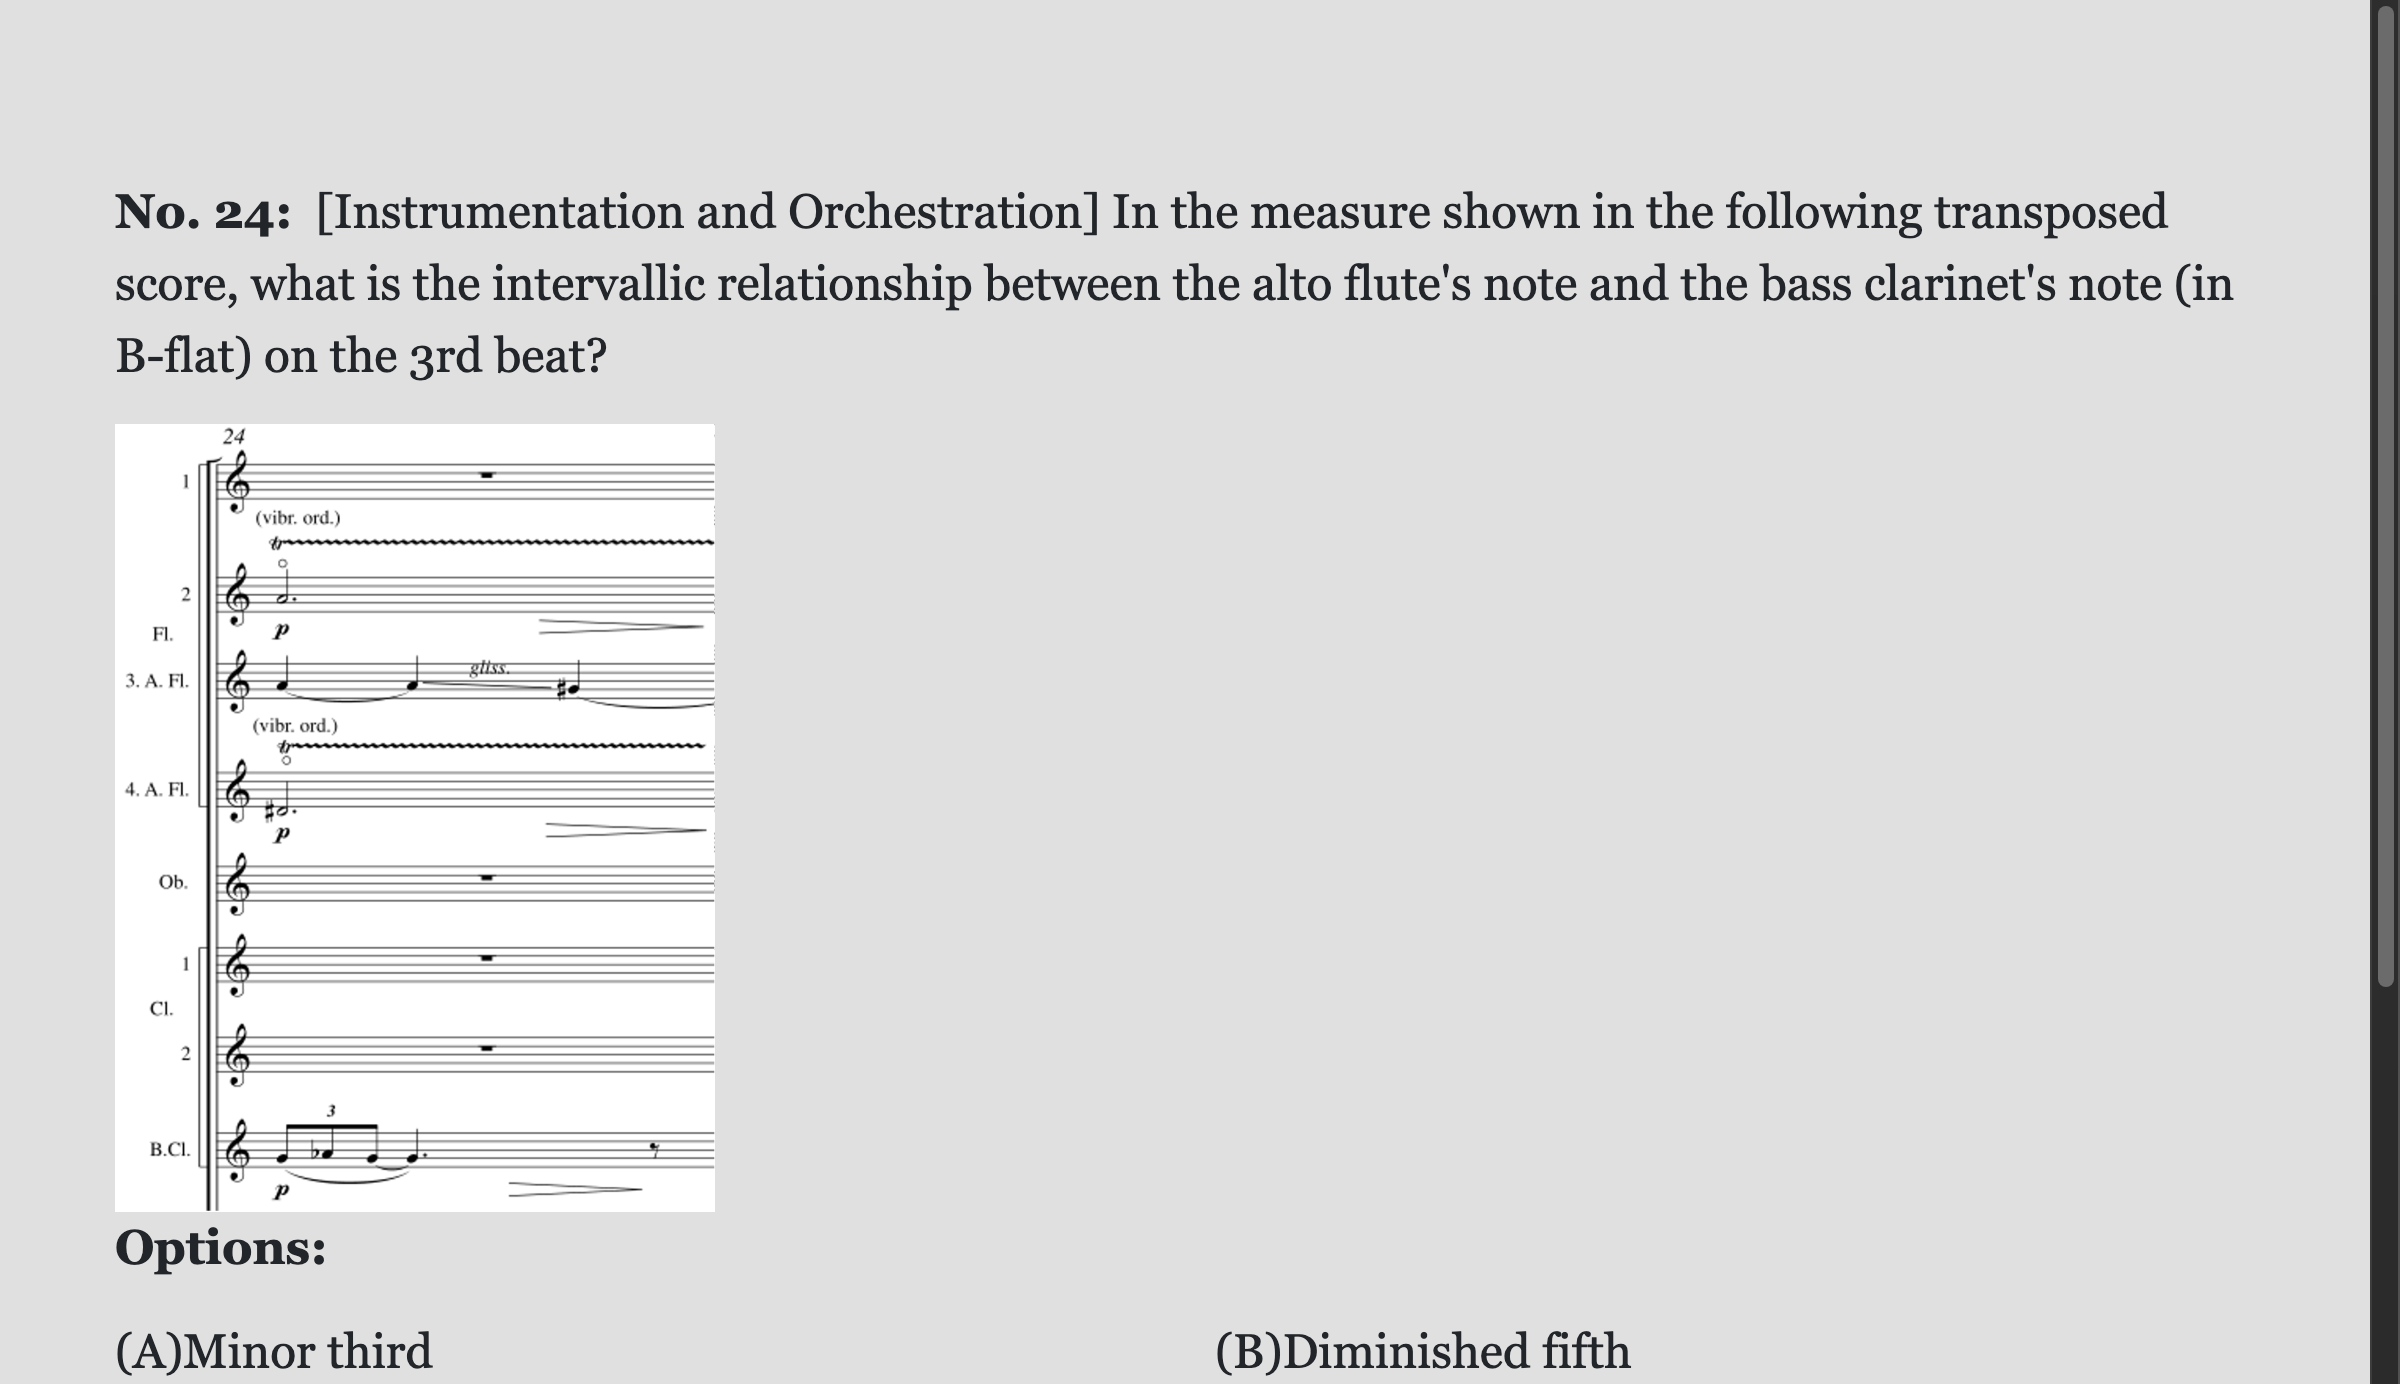 No. 24: [Instrumentation and Orchestration] In the measure shown in the following transposed
score, what is the intervallic relationship between the alto flute's note and the bass clarinet's note (in
B-flat) on the 3rd beat?
24
1
(vibr. ord.)
tr
2
p
Fl.
gliss.
3. A. Fl.
(vibr. ord.)
tr
4. A. Fl.
p
Ob.
1
Cl.
2
3
B.Cl.
p
Options:
(A)Minor third
(B)Diminished fifth